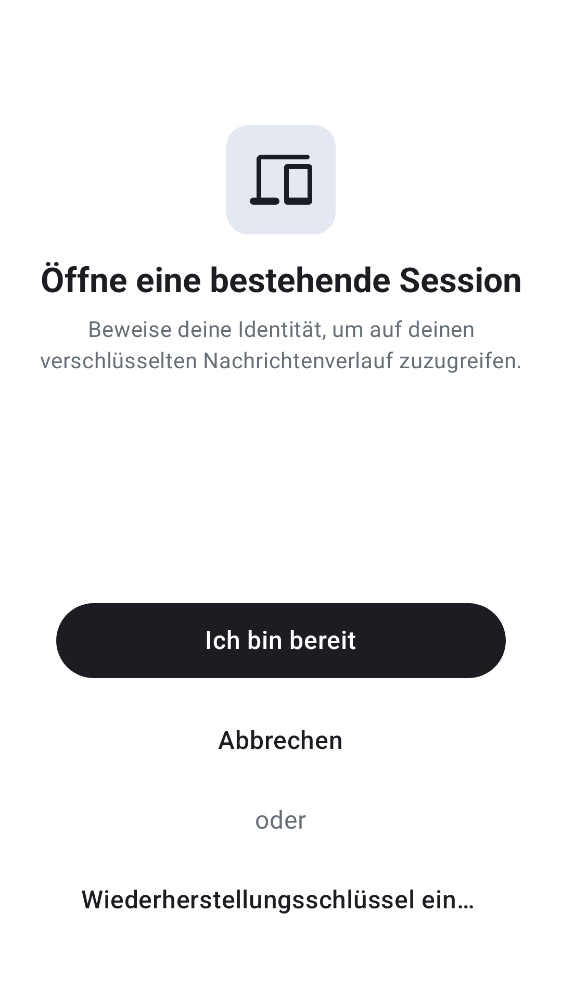 Öffne eine bestehende Session
Beweise deine Identität, um auf deinen
verschlüsselten Nachrichtenverlauf zuzugreifen.
Ich bin bereit
Abbrechen
oder
Wiederherstellungsschlüssel ein…